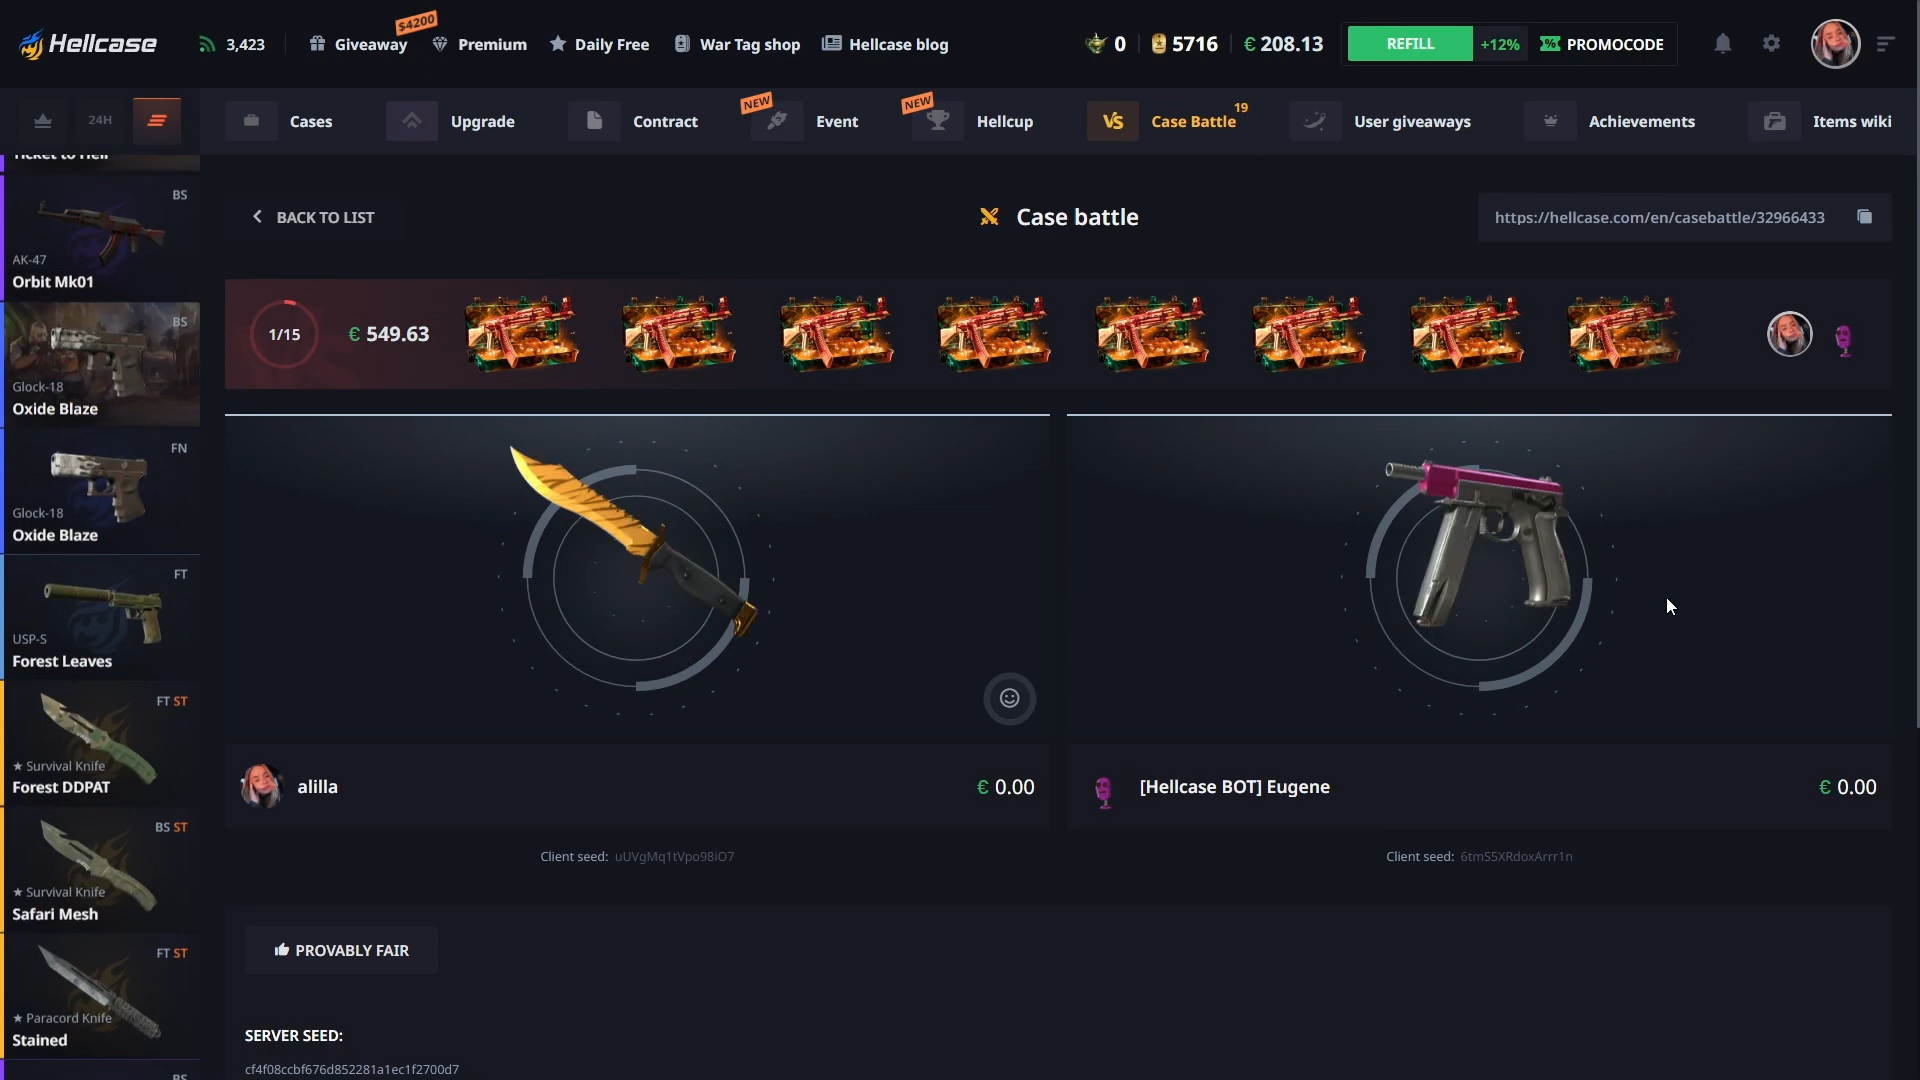 Hellcase
3,423
Giveaway
$4200
Premium
Daily Free
War Tag shop
Hellcase blog
0
5716
€ 208.13
REFILL
+12%
PROMOCODE
24H
Cases
Upgrade
Contract
NEW
Event
NEW
Hellcup
VS
Case Battle
19
User giveaways
Achievements
Items wiki
Ticket to Hell
BS
AK-47
Orbit Mk01
BS
Glock-18
Oxide Blaze
FN
Glock-18
Oxide Blaze
FT
USP-S
Forest Leaves
FT ST
★ Survival Knife
Forest DDPAT
BS ST
★ Survival Knife
Safari Mesh
FT ST
★ Paracord Knife
Stained
BS
BACK TO LIST
Case battle
https://hellcase.com/en/casebattle/32966433
1/15
€ 549.63
alilla
€ 0.00
[Hellcase BOT] Eugene
€ 0.00
Client seed: uUVgMq1tVpo98iO7
Client seed: 6tmS5XRdoxArrr1n
PROVABLY FAIR
SERVER SEED:
cf4f08ccbf676d852281a1ec1f2700d7